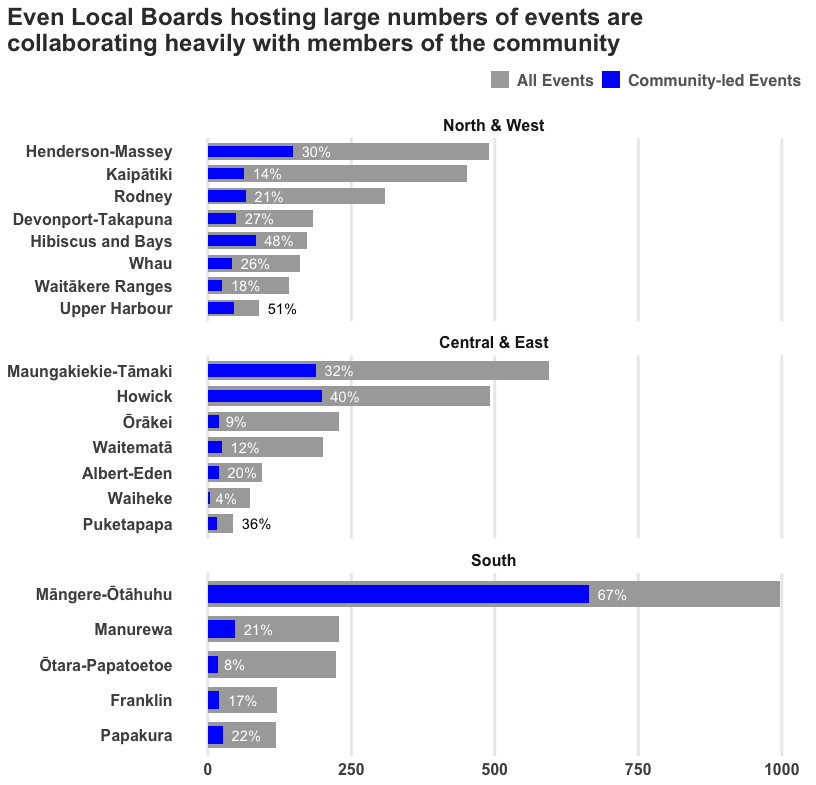 Even Local Boards hosting large numbers of events are
collaborating heavily with members of the community
All Events Community-led Events
North & West
Henderson-Massey 30%
Kaipātiki 14%
Rodney 21%
Devonport-Takapuna 27%
Hibiscus and Bays 48%
Whau 26%
Waitākere Ranges 18%
Upper Harbour 51%
Central & East
Maungakiekie-Tāmaki 32%
Howick 40%
Ōrākei 9%
Waitematā 12%
Albert-Eden 20%
Waiheke 4%
Puketapapa 36%
South
Māngere-Ōtāhuhu 67%
Manurewa 21%
Ōtara-Papatoetoe 8%
Franklin 17%
Papakura 22%
0 250 500 750 1000